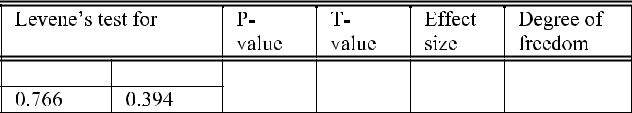 Levene's test for P- T- Effect Degree of
value value size freedom
0.766 0.394